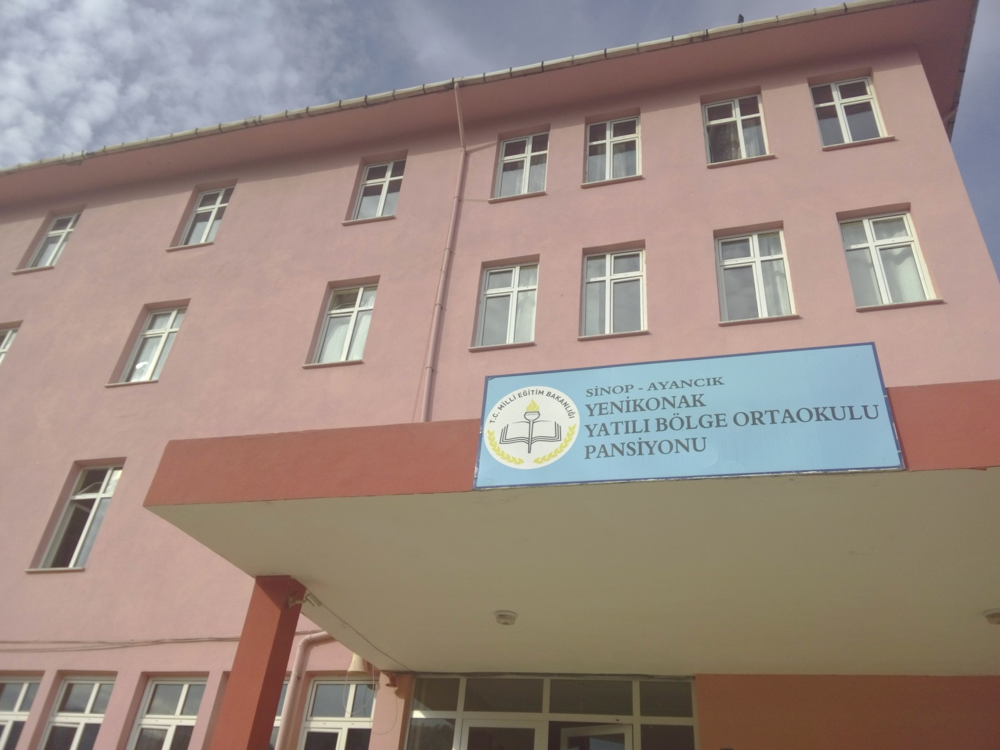 T.C. MİLLİ EĞİTİM BAKANLIĞI
SİNOP - AYANCIK
YENİKONAK
YATILI BÖLGE ORTAOKULU
PANSİYONU